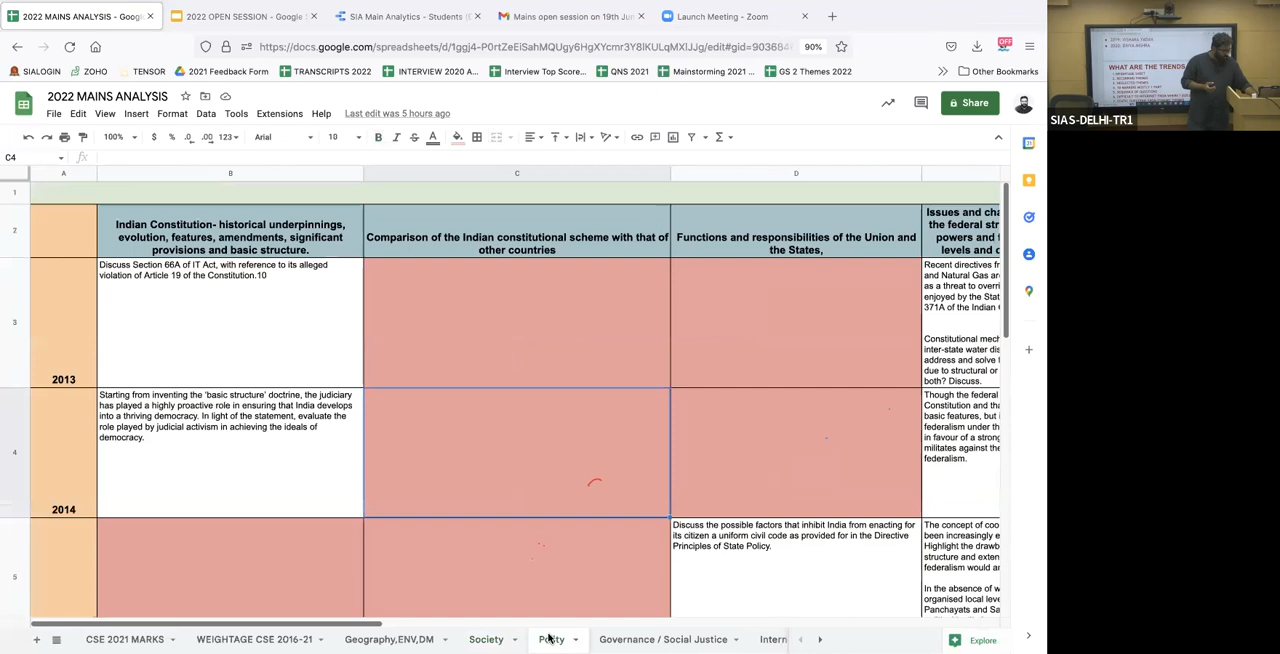 2022 MAINS ANALYSIS - Goog
2022 OPEN SESSION - Google
SiA Main Analytics - Students (
Mains open session on 19th Jun
Launch Meeting - Zoom
90%
SIALOGIN
ZOHO
TENSOR
2021 Feedback Form
TRANSCRIPTS 2022
INTERVIEW 2020 A...
Interview Top Score...
QNS 2021
Mainstorming 2021 ...
GS 2 Themes 2022
Other Bookmarks
2022 MAINS ANALYSIS
File Edit View Insert Format Data Tools Extensions Help Last edit was 5 hours ago
Share
100% $ % .0 .00 123 Arial 10 B I S A
C4 fx
A B C D
1
2
Indian Constitution- historical underpinnings,
evolution, features, amendments, significant
provisions and basic structure.
Comparison of the Indian constitutional scheme with that of
other countries
Functions and responsibilities of the Union and
the States,
Issues and cha
the federal str
powers and f
levels and c
3
2013
Discuss Section 66A of IT Act, with reference to its alleged
violation of Article 19 of the Constitution.10
Recent directives fr
and Natural Gas are
as a threat to overri
enjoyed by the Stat
371A of the Indian C
Constitutional mech
inter-state water dis
address and solve t
due to structural or
both? Discuss.
4
2014
Starting from inventing the 'basic structure' doctrine, the judiciary
has played a highly proactive role in ensuring that India develops
into a thriving democracy. In light of the statement, evaluate the
role played by judicial activism in achieving the ideals of
democracy.
Though the federal
Constitution and tha
basic features, but i
federalism under th
in favour of a strong
militates against the
federalism.
5
Discuss the possible factors that inhibit India from enacting for
its citizen a uniform civil code as provided for in the Directive
Principles of State Policy.
The concept of coo
been increasingly e
Highlight the drawb
structure and exten
federalism would an
In the absence of w
organised local leve
Panchayats and Sa
CSE 2021 MARKS
WEIGHTAGE CSE 2016-21
Geography,ENV,DM
Society
Polity
Governance / Social Justice
Intern
Explore
WHAT ARE THE TRENDS
SIAS-DELHI-TR1
OFF